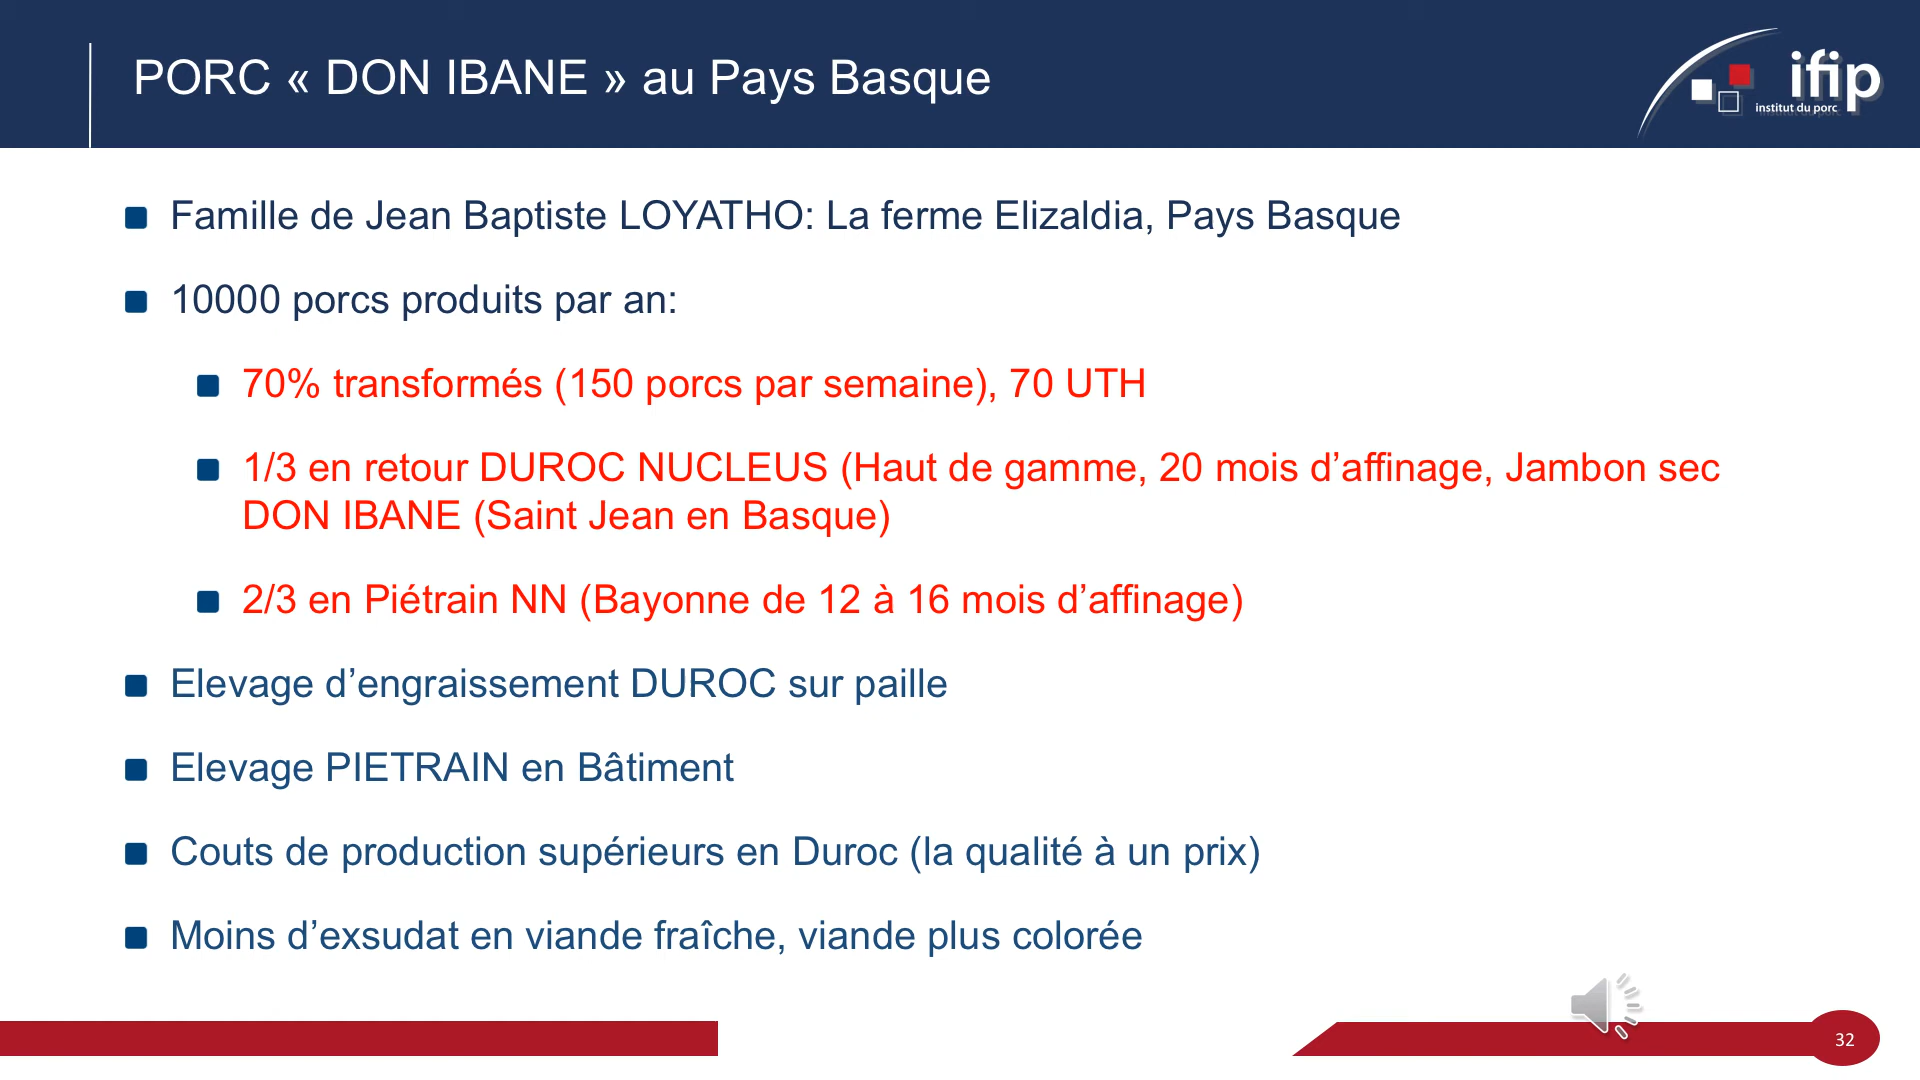 PORC « DON IBANE » au Pays Basque
ifip
institut du porc
Famille de Jean Baptiste LOYATHO: La ferme Elizaldia, Pays Basque
10000 porcs produits par an:
70% transformés (150 porcs par semaine), 70 UTH
1/3 en retour DUROC NUCLEUS (Haut de gamme, 20 mois d’affinage, Jambon sec
DON IBANE (Saint Jean en Basque)
2/3 en Piétrain NN (Bayonne de 12 à 16 mois d’affinage)
Elevage d’engraissement DUROC sur paille
Elevage PIETRAIN en Bâtiment
Couts de production supérieurs en Duroc (la qualité à un prix)
Moins d’exsudat en viande fraîche, viande plus colorée
32